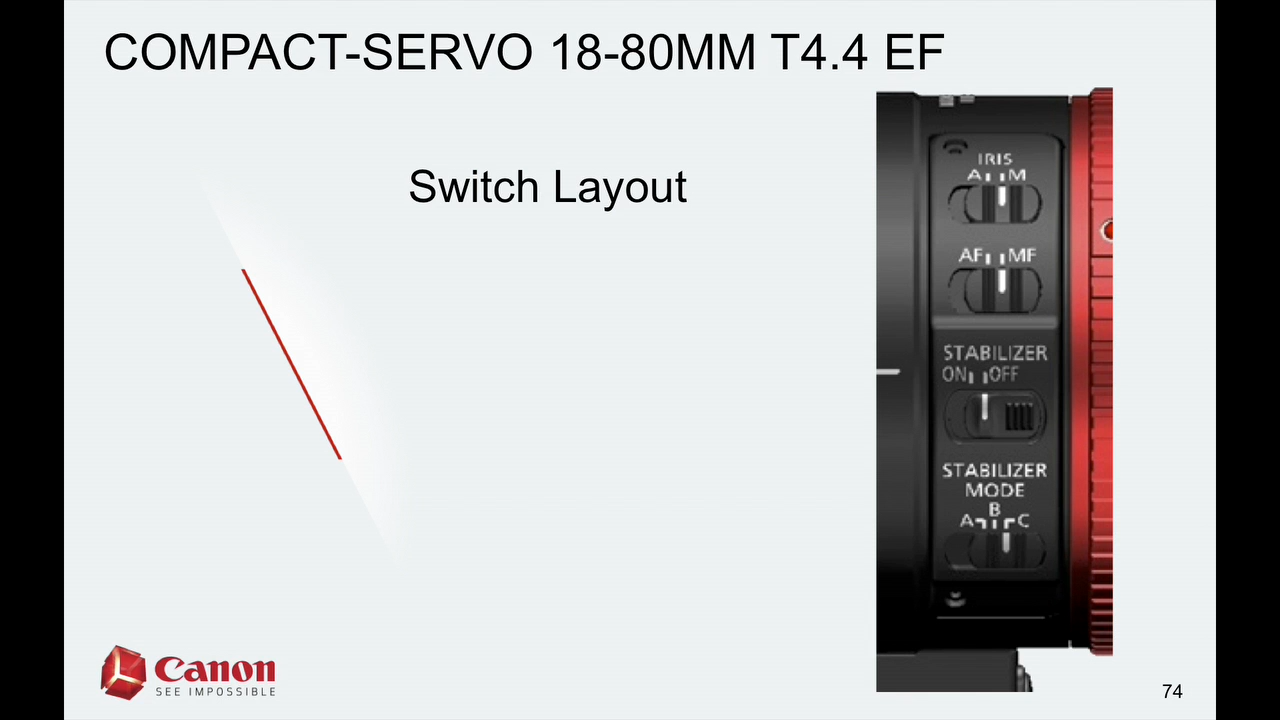 COMPACT-SERVO 18-80MM T4.4 EF
Switch Layout
IRIS
A M
AF MF
STABILIZER
ON OFF
STABILIZER
MODE
B
A C
Canon
SEE IMPOSSIBLE
74